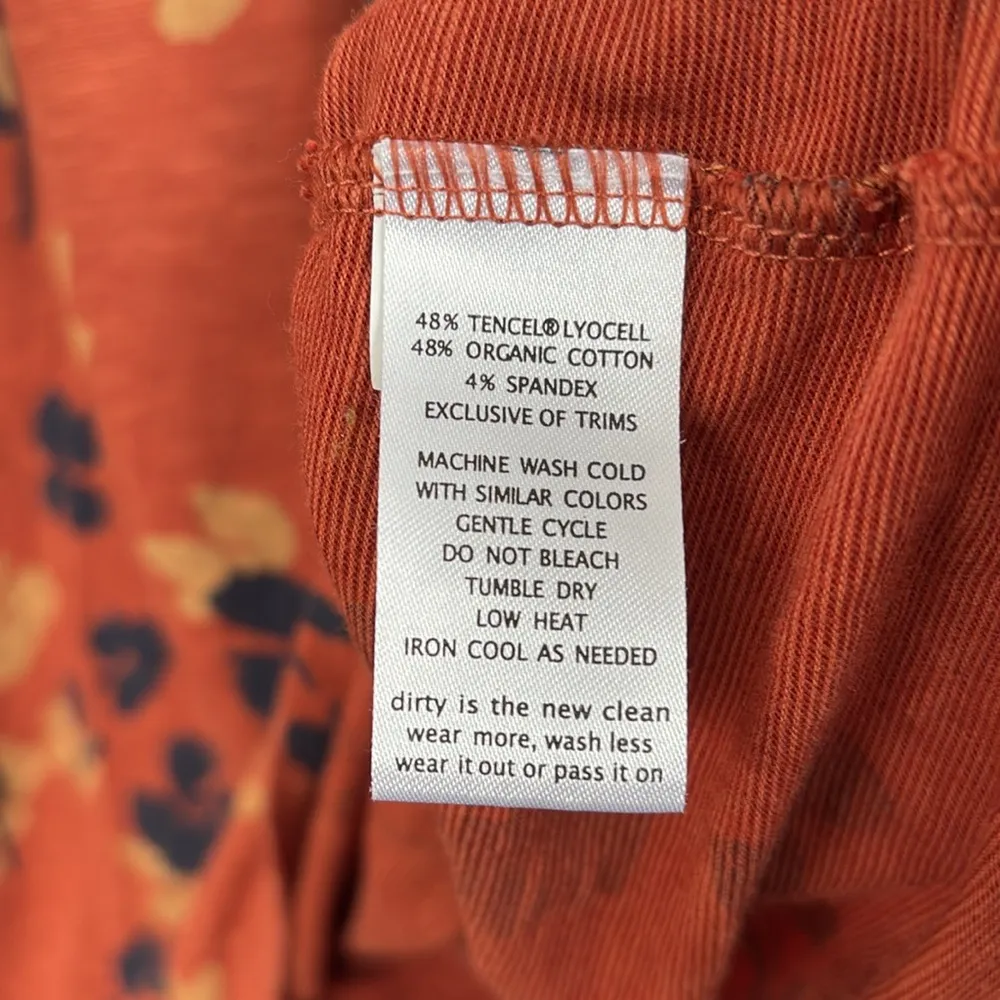 48% TENCEL®LYOCELL
48% ORGANIC COTTON
4% SPANDEX
EXCLUSIVE OF TRIMS
MACHINE WASH COLD
WITH SIMILAR COLORS
GENTLE CYCLE
DO NOT BLEACH
TUMBLE DRY
LOW HEAT
IRON COOL AS NEEDED
dirty is the new clean
wear more, wash less
wear it out or pass it on